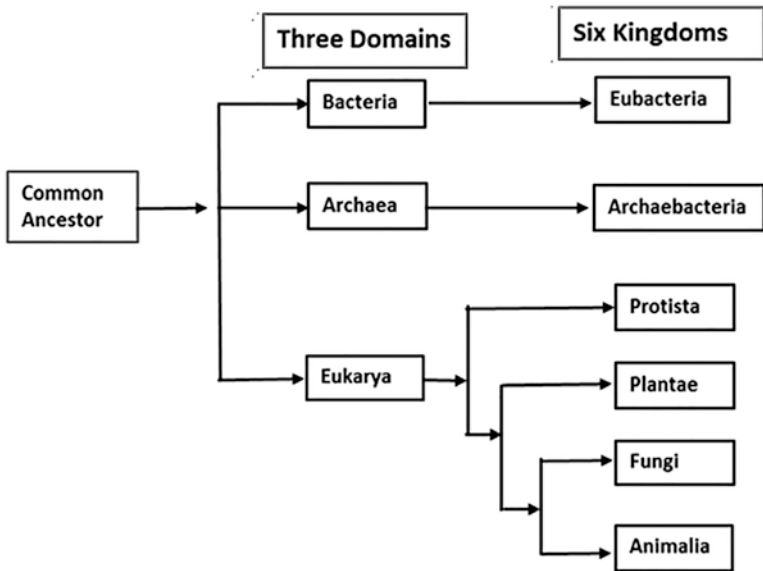 Three Domains
Six Kingdoms
Bacteria
Eubacteria
Common
Ancestor
Archaea
Archaebacteria
Protista
Eukarya
Plantae
Fungi
Animalia